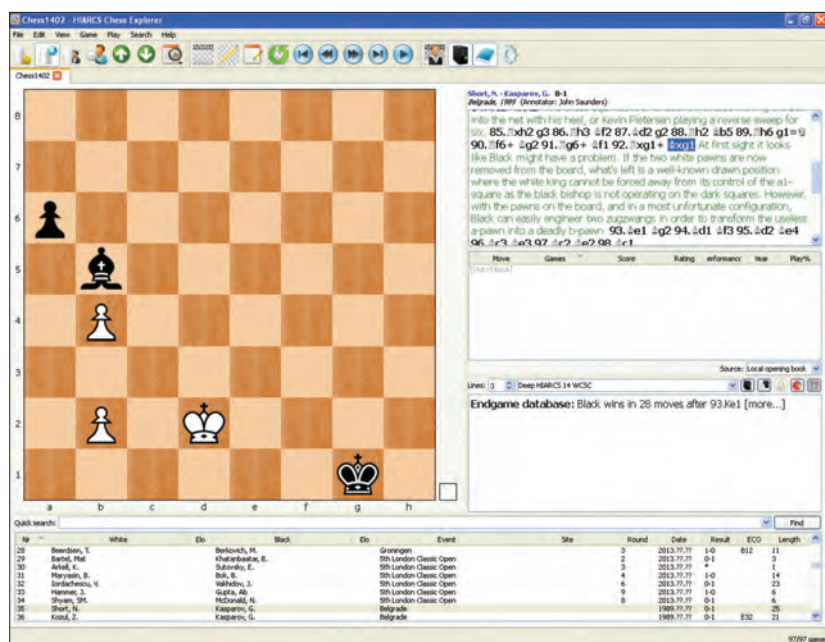 Chess1402 - HIARCS Chess Explorer
File Edit View Game Play Search Help
Chess1402
8
7
6
5
4
3
2
1
a b c d e f g h
Short, N. - Kasparov, G. 0-1
Belgrade, 1989 (Annotator: John Saunders)
into the net with his heel, or Kevin Pietersen playing a reverse sweep for
six. 85.♖xh2 g3 86.♖h3 ♔f2 87.♔d2 g2 88.♖h2 ♗b5 89.♖h6 g1=♕
90.♖f6+ ♔g2 91.♖g6+ ♔f1 92.♖xg1+ ♔xg1 At first sight it looks
like Black might have a problem. If the two white pawns are now
removed from the board, what's left is a well-known drawn position
where the white king cannot be forced away from its control of the a1-
square as the black bishop is not operating on the dark squares. However,
with the pawns on the board, and in a most unfortunate configuration,
Black can easily engineer two zugzwangs in order to transform the useless
a-pawn into a deadly b-pawn. 93.♔e1 ♔g2 94.♔d1 ♔f3 95.♔d2 ♔e4
96.♔c3 ♔e3 97.♔c2 ♔e2 98.♔c1
Move Games Score Rating erformance Year Play%
Source: Local opening book
Lines: 3 Deep HIARCS 14 WCSC
Endgame database: Black wins in 28 moves after 93.Ke1 [more...]
Quick search: Find
Nr White Elo Black Elo Event Site Round Date Result ECO Length
28 Beerdsen, T. Berkovich, M. Groningen 3 2013.??.?? 1-0 B12 11
29 Bartel, Mat Khatanbaatar, B. 5th London Classic Open 2 2013.??.?? 0-1 3
30 Arkell, K. Sutovsky, E. 5th London Classic Open 3 2013.??.?? * 1
31 Maryasin, B. Bok, B. 5th London Classic Open 4 2013.??.?? 1-0 14
32 Iordachescu, V. Vakhidov, J. 5th London Classic Open 6 2013.??.?? 0-1 23
33 Hammer, J. Gupta, Ab 5th London Classic Open 9 2013.??.?? 1-0 6
34 Shyam, SM. McDonald, N. 5th London Classic Open 8 2013.??.?? 0-1 6
35 Short, N. Kasparov, G. Belgrade 1989.??.?? 0-1 25
36 Kozul, Z. Kasparov, G. Belgrade 1989.??.?? 0-1 E32 21
97/97 game